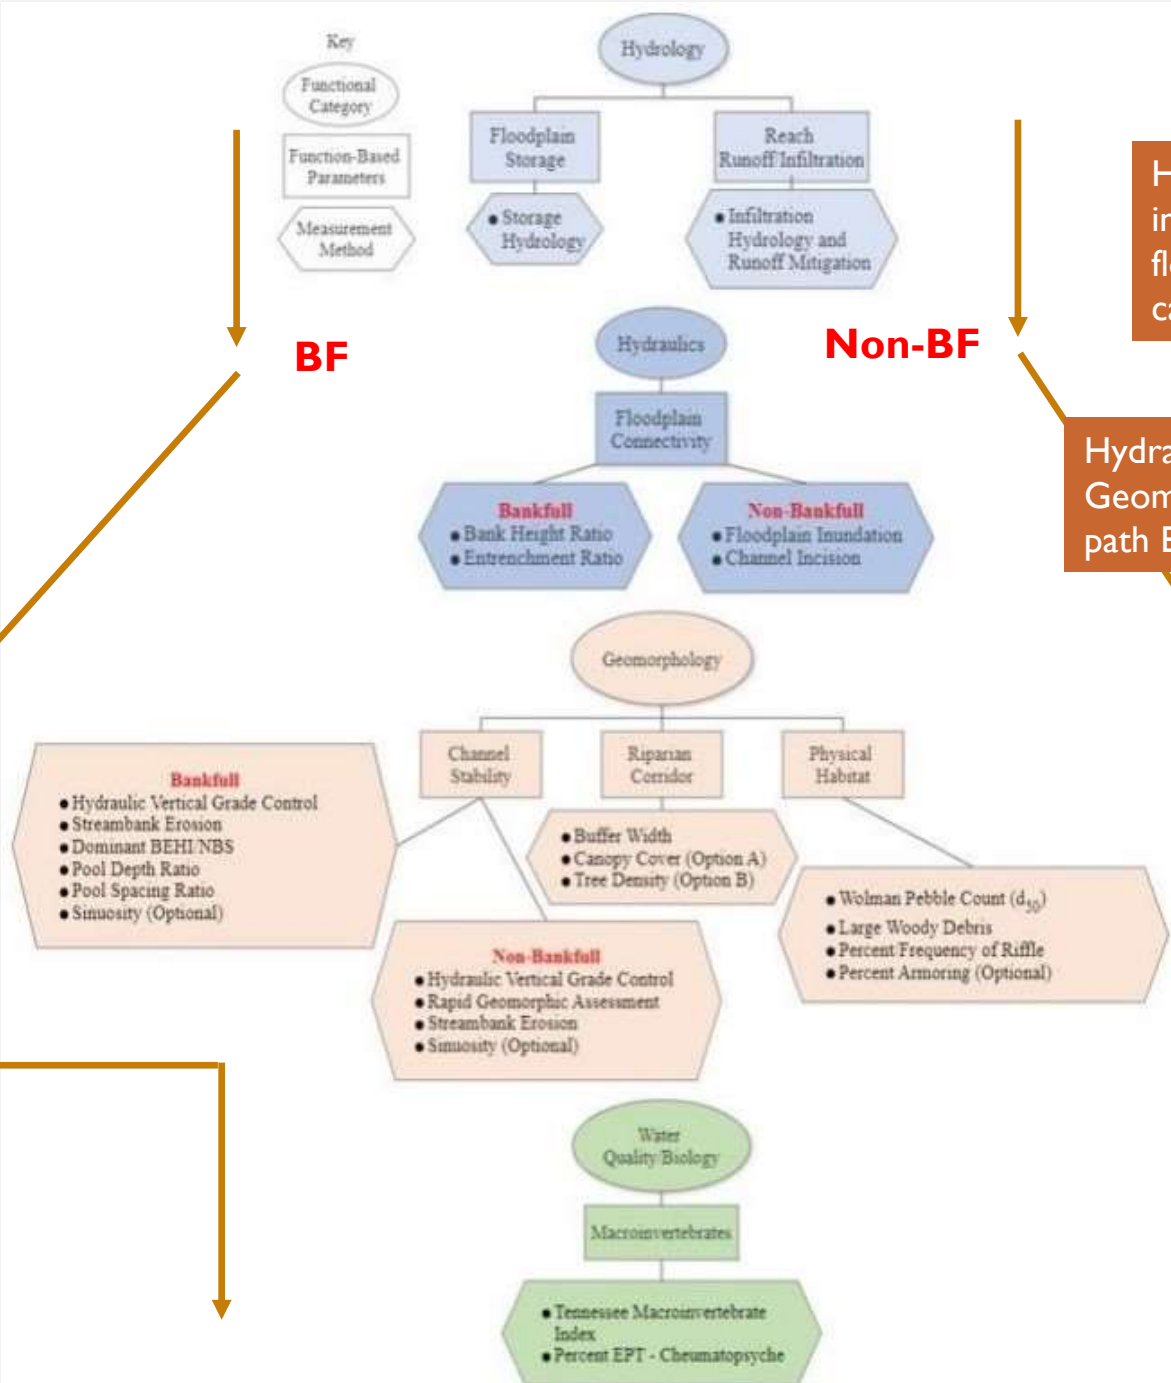 Key
Functional
Category
Function-Based
Parameters
Measurement
Method
Hydrology
Floodplain
Storage
Reach
Runoff/Infiltration
● Storage
Hydrology
● Infiltration
Hydrology and
Runoff Mitigation
BF
Non-BF
Hydraulics
Floodplain
Connectivity
Bankfull
● Bank Height Ratio
● Entrenchment Ratio
Non-Bankfull
● Floodplain Inundation
● Channel Incision
H
in
fl
ca
Hydra
Geom
path B
Geomorphology
Channel
Stability
Riparian
Corridor
Physical
Habitat
Bankfull
● Hydraulic Vertical Grade Control
● Streambank Erosion
● Dominant BEHI/NBS
● Pool Depth Ratio
● Pool Spacing Ratio
● Sinuosity (Optional)
● Buffer Width
● Canopy Cover (Option A)
● Tree Density (Option B)
● Wolman Pebble Count (d50)
● Large Woody Debris
● Percent Frequency of Riffle
● Percent Armoring (Optional)
Non-Bankfull
● Hydraulic Vertical Grade Control
● Rapid Geomorphic Assessment
● Streambank Erosion
● Sinuosity (Optional)
Water
Quality/Biology
Macroinvertebrates
● Tennessee Macroinvertebrate
Index
● Percent EPT - Cheumatopsyche